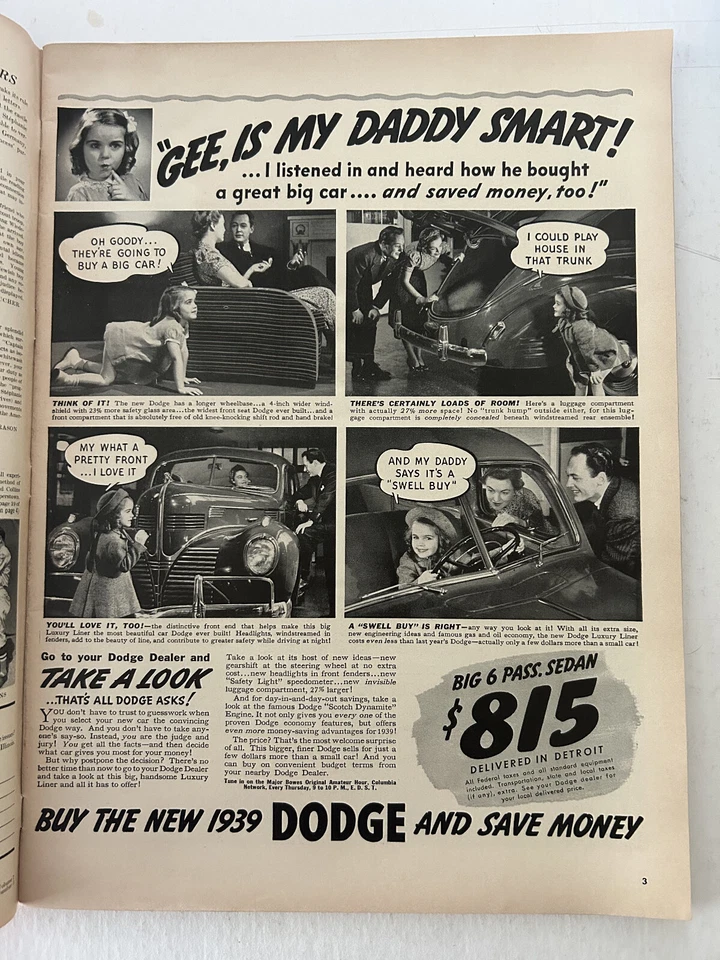 "GEE, IS MY DADDY SMART!
...I listened in and heard how he bought
a great big car.... and saved money, too!"
OH GOODY...
THEY'RE GOING TO
BUY A BIG CAR!
I COULD PLAY
HOUSE IN
THAT TRUNK
THINK OF IT! The new Dodge has a longer wheelbase...a 4-inch wider wind-
shield with 23% more safety glass area...the widest front seat Dodge ever built...and a
front compartment that is absolutely free of old knee-knocking shift rod and hand brake!
THERE'S CERTAINLY LOADS OF ROOM! Here's a luggage compartment
with actually 27% more space! No "trunk hump" outside either, for this lug-
gage compartment is completely concealed beneath windstreamed rear ensemble!
MY WHAT A
PRETTY FRONT
...I LOVE IT
AND MY DADDY
SAYS IT'S A
"SWELL BUY"
YOU'LL LOVE IT, TOO!—the distinctive front end that helps make this big
Luxury Liner the most beautiful car Dodge ever built! Headlights, windstreamed in
fenders, add to the beauty of line, and contribute to greater safety while driving at night!
A "SWELL BUY" IS RIGHT—any way you look at it! With all its extra size,
new engineering ideas and famous gas and oil economy, the new Dodge Luxury Liner
costs even less than last year's Dodge—actually only a few dollars more than a small car!
Go to your Dodge Dealer and
TAKE A LOOK
...THAT'S ALL DODGE ASKS!
YOU don't have to trust to guesswork when
you select your new car the convincing
Dodge way. And you don't have to take any-
one's say-so. Instead, you are the judge and
jury! You get all the facts—and then decide
what car gives you most for your money!
But why postpone the decision? There's no
better time than now to go to your Dodge Dealer
and take a look at this big, handsome Luxury
Liner and all it has to offer!
Take a look at its host of new ideas—new
gearshift at the steering wheel at no extra
cost...new headlights in front fenders...new
"Safety Light" speedometer...new invisible
luggage compartment, 27% larger!
And for day-in-and-day-out savings, take a
look at the famous Dodge "Scotch Dynamite"
Engine. It not only gives you every one of the
proven Dodge economy features, but offers
even more money-saving advantages for 1939!
The price? That's the most welcome surprise
of all. This bigger, finer Dodge sells for just a
few dollars more than a small car! And you
can buy on convenient budget terms from
your nearby Dodge Dealer.
Tune in on the Major Bowes Original Amateur Hour, Columbia
Network, Every Thursday, 9 to 10 P. M., E. D. S. T.
BIG 6 PASS. SEDAN
$815
DELIVERED IN DETROIT
All Federal taxes and all standard equipment
included. Transportation, state and local taxes
(if any), extra. See your Dodge dealer for
your local delivered price.
BUY THE NEW 1939 DODGE AND SAVE MONEY
3